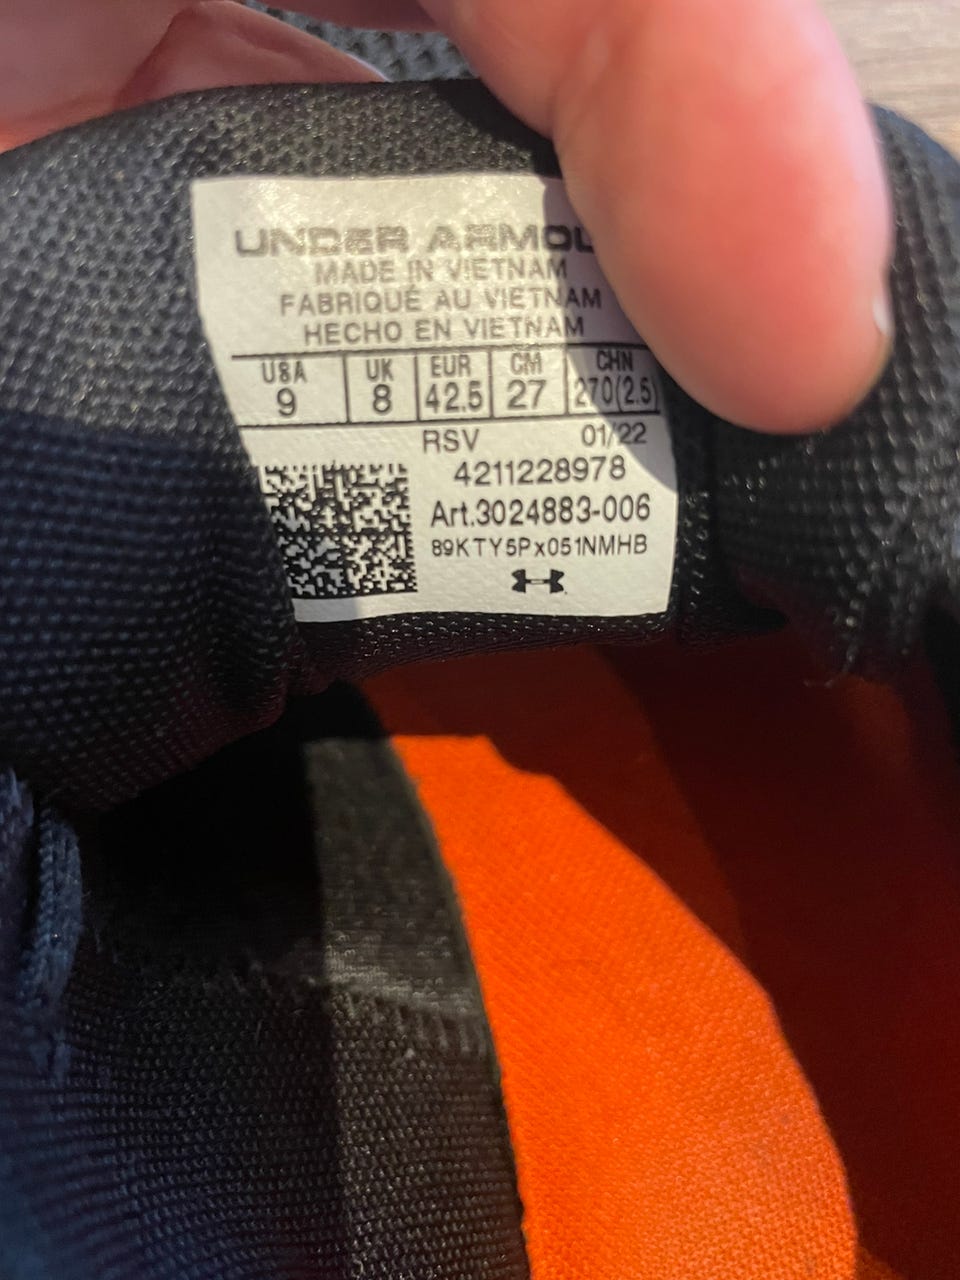 UNDER ARMOU
MADE IN VIETNAM
FABRIQUÉ AU VIETNAM
HECHO EN VIETNAM
USA UK EUR CM CHN
9 8 42.5 27 270(2.5)
RSV 01/22
4211228978
Art.3024883-006
89KTY5Px051NMHB